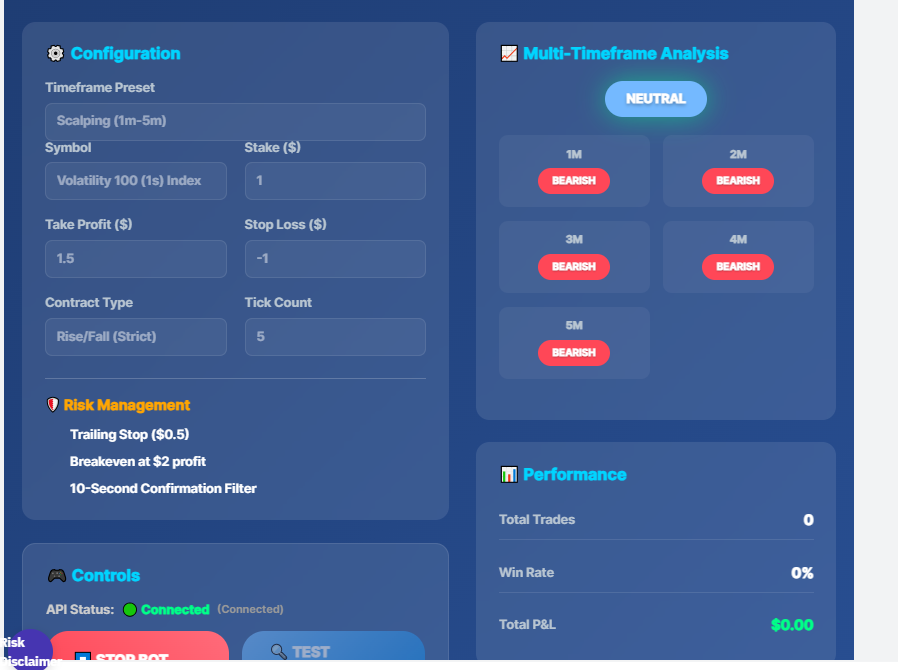 Configuration
Timeframe Preset
Scalping (1m-5m)
Symbol
Stake ($)
Volatility 100 (1s) Index
1
Take Profit ($)
Stop Loss ($)
1.5
-1
Contract Type
Tick Count
Rise/Fall (Strict)
5
Risk Management
Trailing Stop ($0.5)
Breakeven at $2 profit
10-Second Confirmation Filter
Controls
API Status: Connected (Connected)
STOP BOT
TEST
Risk
Disclaimer
Multi-Timeframe Analysis
NEUTRAL
1M
2M
BEARISH
BEARISH
3M
4M
BEARISH
BEARISH
5M
BEARISH
Performance
Total Trades
0
Win Rate
0%
Total P&L
$0.00